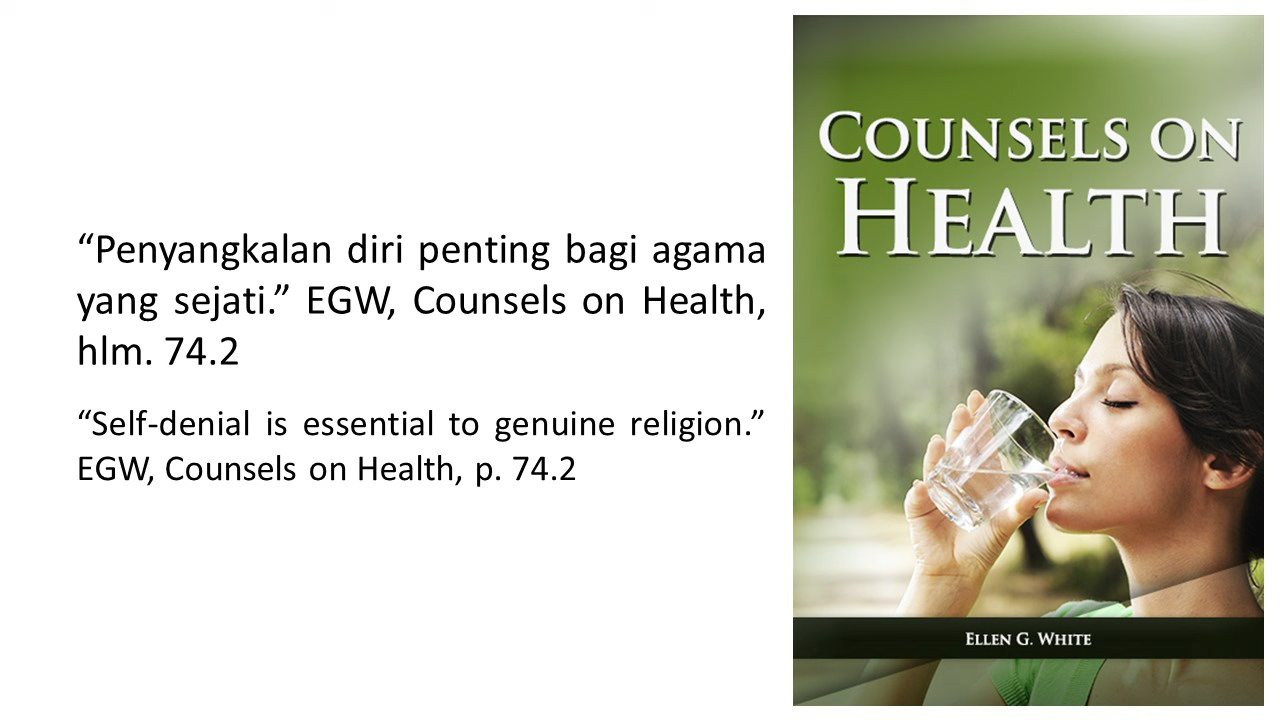 “Penyangkalan diri penting bagi agama
yang sejati.” EGW, Counsels on Health,
hlm. 74.2
“Self-denial is essential to genuine religion.”
EGW, Counsels on Health, p. 74.2
COUNSELS ON
HEALTH
ELLEN G. WHITE